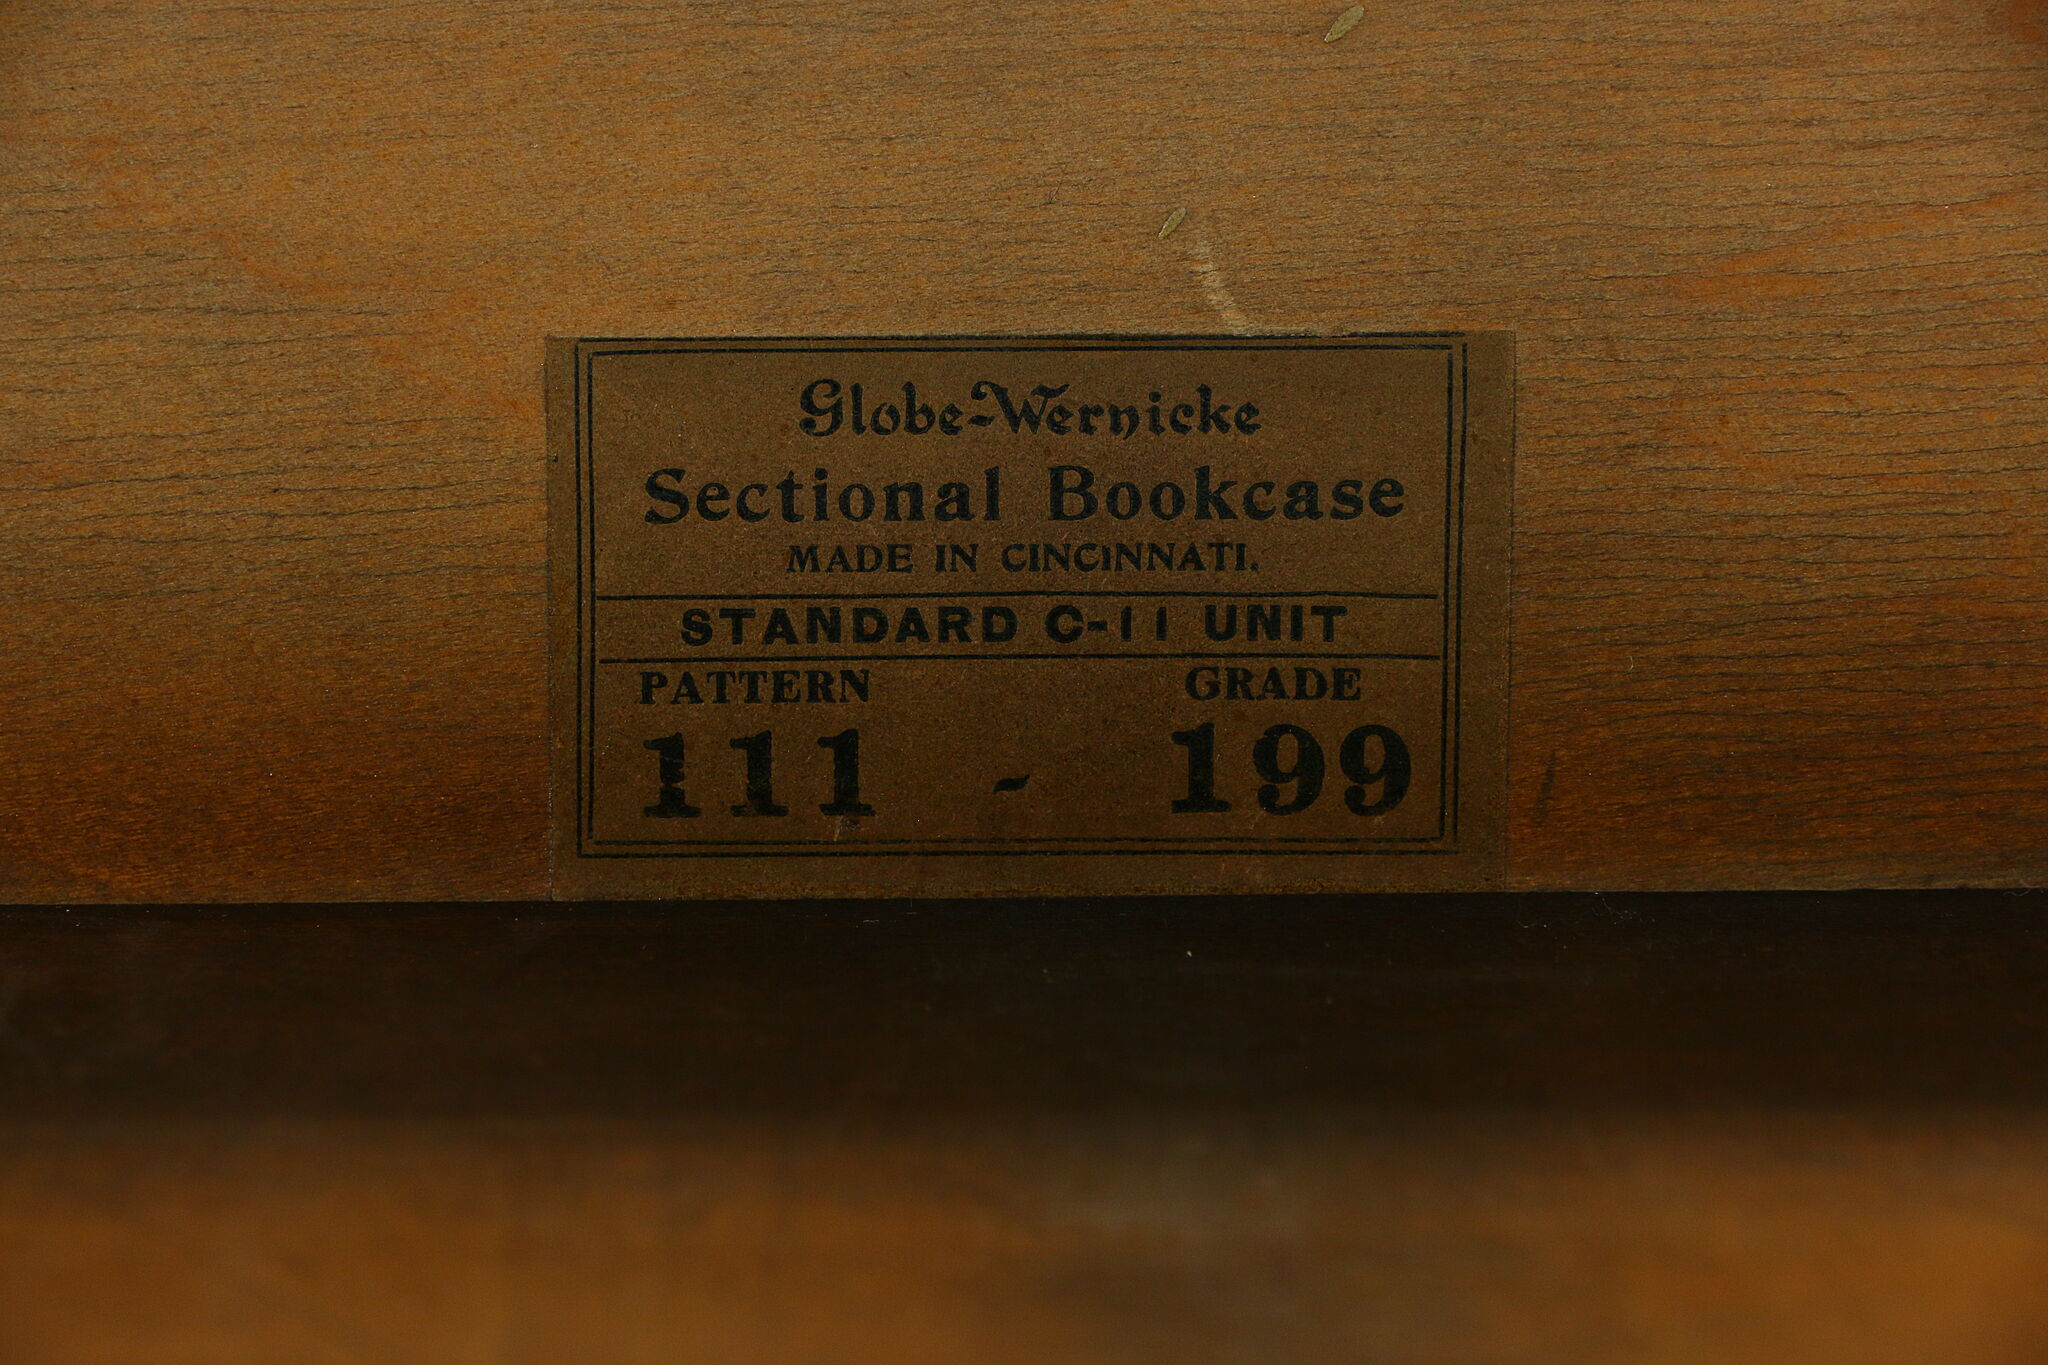 Globe-Wernicke
Sectional Bookcase
MADE IN CINCINNATI.
STANDARD C-11 UNIT
PATTERN GRADE
111 - 199